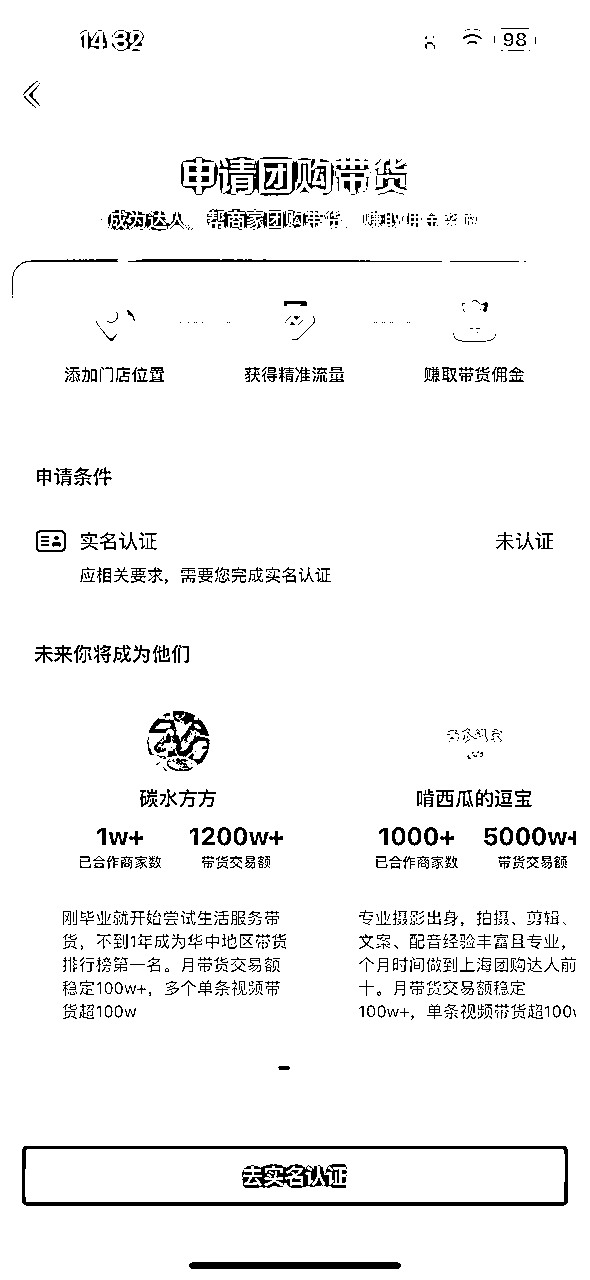 14:32
98
申请团购带货
成为达人，帮商家团购带货，赚取佣金奖励
添加门店位置
获得精准流量
赚取带货佣金
申请条件
实名认证
未认证
应相关要求，需要您完成实名认证
未来你将成为他们
碳水方方
1w+
1200w+
已合作商家数
带货交易额
刚毕业就开始尝试生活服务带
货，不到1年成为华中地区带货
排行榜第一名。月带货交易额
稳定100w+，多个单条视频带
货超100w
啃西瓜的逗宝
1000+
5000w+
已合作商家数
带货交易额
专业摄影出身，拍摄、剪辑、
文案、配音经验丰富且专业，
个月时间做到上海团购达人前
十。月带货交易额稳定
100w+，单条视频带货超100
去实名认证